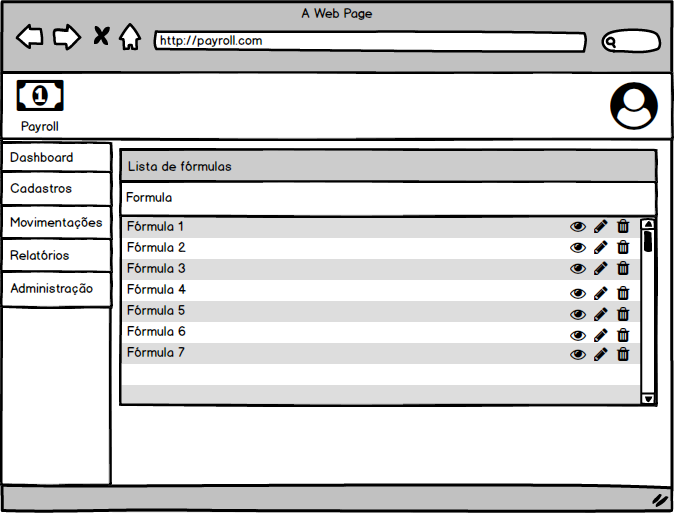 A Web Page
http://payroll.com
1
Payroll
Dashboard
Cadastros
Movimentações
Relatórios
Administração
Lista de fórmulas
Formula
Fórmula 1
Fórmula 2
Fórmula 3
Fórmula 4
Fórmula 5
Fórmula 6
Fórmula 7